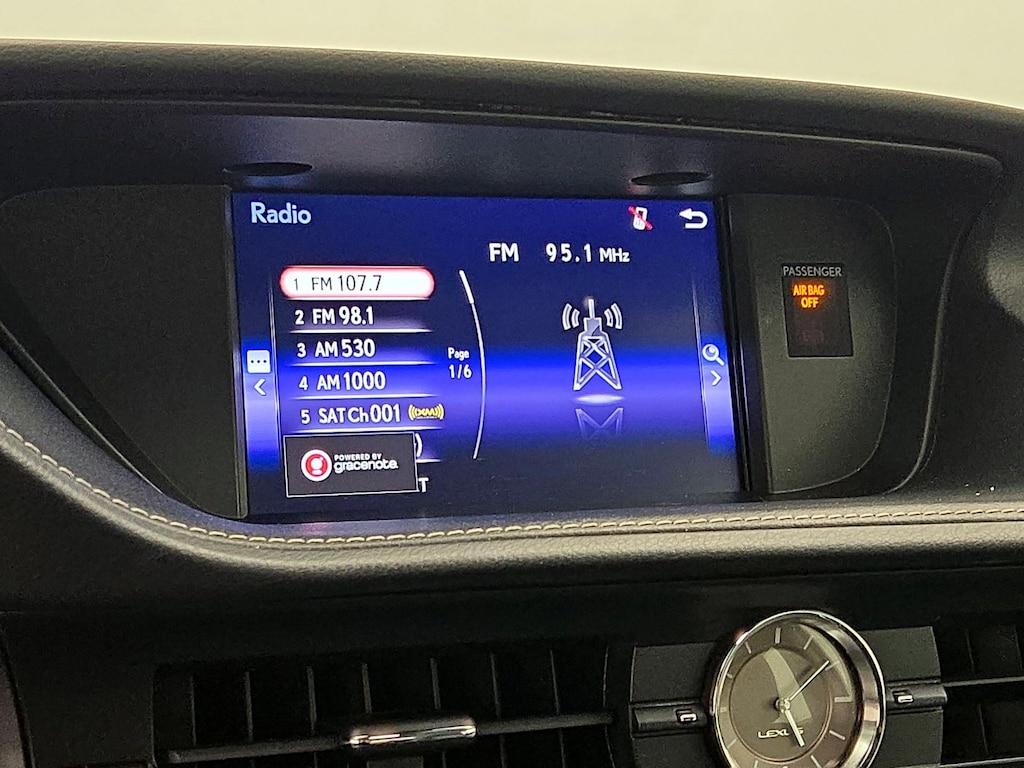 Radio
FM 95.1 MHz
1 FM 107.7
2 FM 98.1
3 AM 530
4 AM 1000
5 SAT Ch 001 ((XM))
Page
1/6
POWERED BY
gracenote.
T
PASSENGER
AIR BAG
OFF
LEXUS